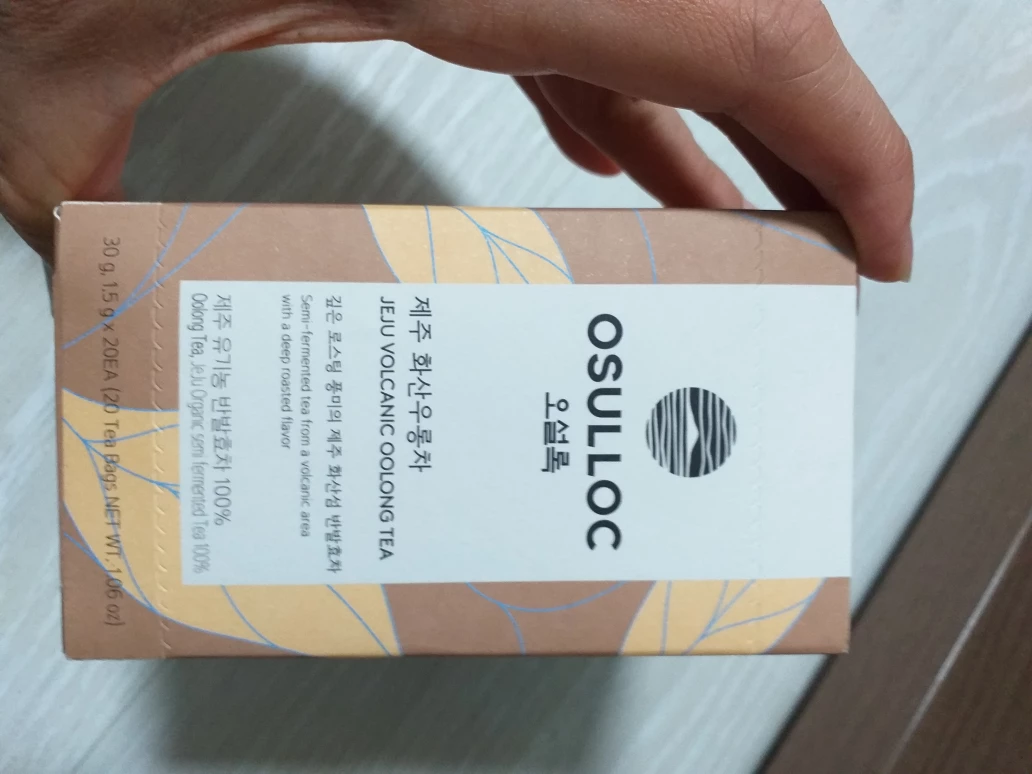 OSULLOC
오설록
제주 화산우롱차
JEJU VOLCANIC OOLONG TEA
깊은 로스팅 풍미의 제주 화산섬 반발효차
Semi-fermented tea from a volcanic area
with a deep roasted flavor
제주 유기농 반발효차 100%
Oolong Tea, JeJu Organic semi fermented Tea 100%
30 g, 1.5 g x 20EA (20 Tea Bags NET WT. 1.06 oz)